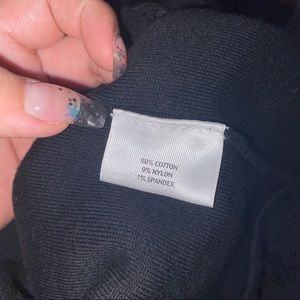 90% COTTON
9% NYLON
1% SPANDEX